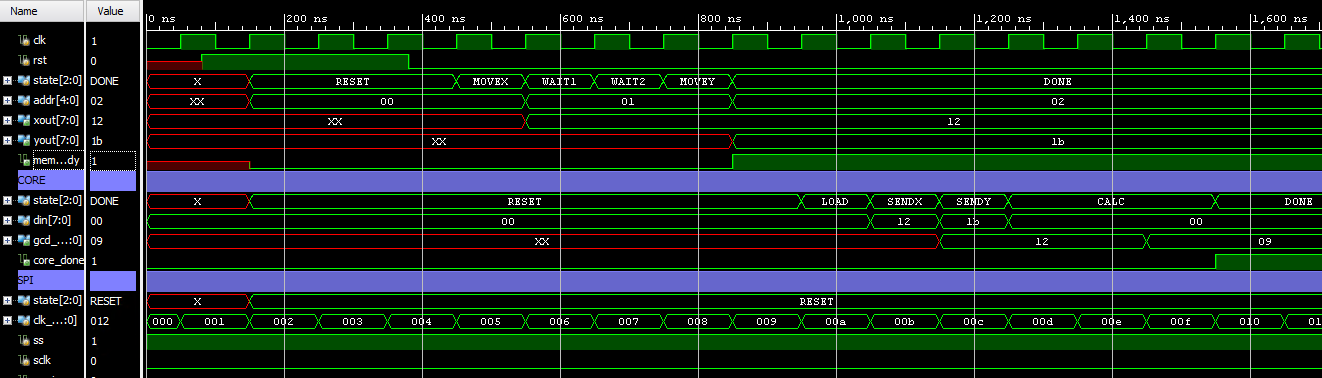 Name Value 0 ns 200 ns 400 ns 600 ns 800 ns 1,000 ns 1,200 ns 1,400 ns 1,600 ns
clk 1
rst 0
state[2:0] DONE X RESET MOVEX WAIT1 WAIT2 MOVEY DONE
addr[4:0] 02 XX 00 01 02
xout[7:0] 12 XX 12
yout[7:0] 1b XX 1b
mem...dy 1
CORE
state[2:0] DONE X RESET LOAD SENDX SENDY CALC DONE
din[7:0] 00 00 12 1b 00
gcd_...:0] 09 XX 12 09
core_done 1
SPI
state[2:0] RESET X RESET
clk_...:0] 012 000 001 002 003 004 005 006 007 008 009 00a 00b 00c 00d 00e 00f 010
ss 1
sclk 0